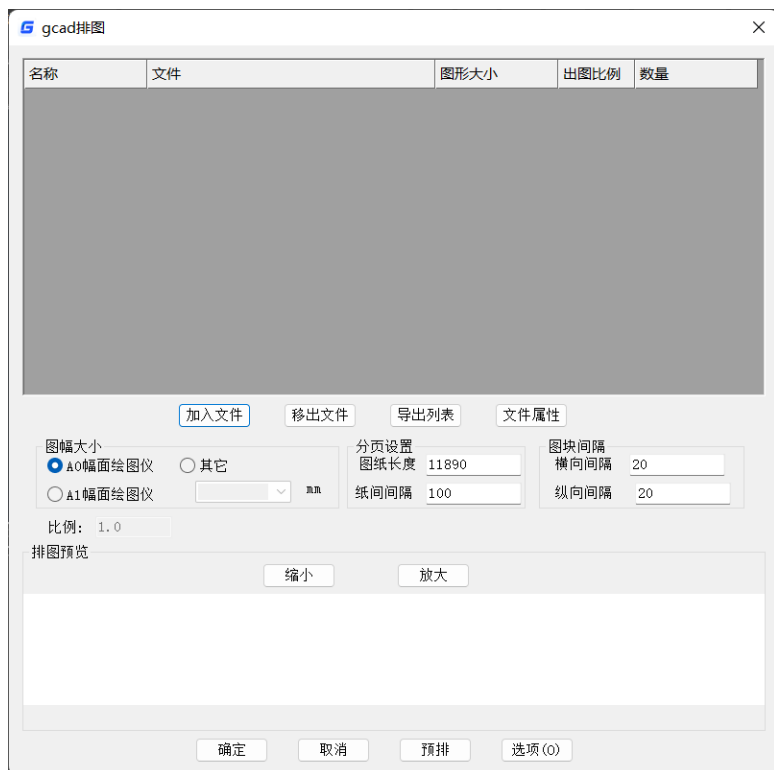 gcad排图
名称 文件 图形大小 出图比例 数量
加入文件 移出文件 导出列表 文件属性
图幅大小 分页设置 图块间隔
A0幅面绘图仪 其它 图纸长度 11890 横向间隔 20
A1幅面绘图仪 mm 纸间间隔 100 纵向间隔 20
比例: 1.0
排图预览
缩小 放大
确定 取消 预排 选项(O)